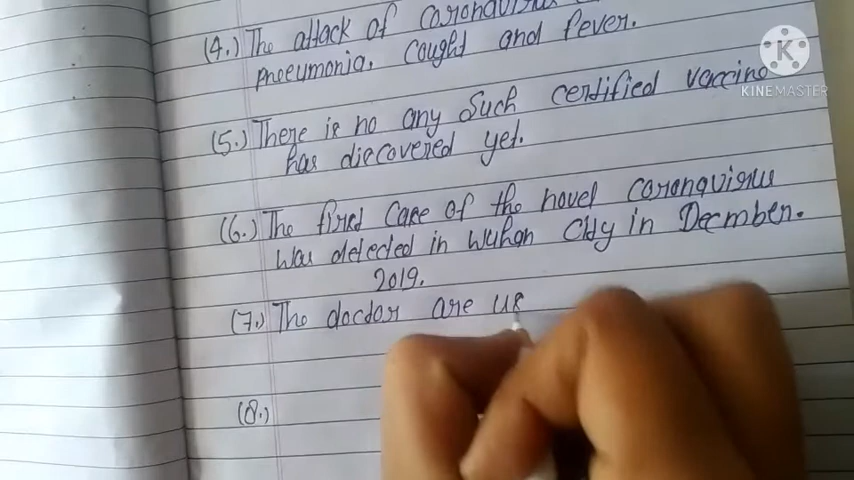 (4.) The attack of coronavirus
pneumonia, cought and fever.
(5.) There is no any such certified vaccine
has discovered yet.
(6.) The first case of the novel coronavirus
was detected in Wuhan City in Decmber.
2019.
(7.) The doctor are us
(8.)
KINEMASTER